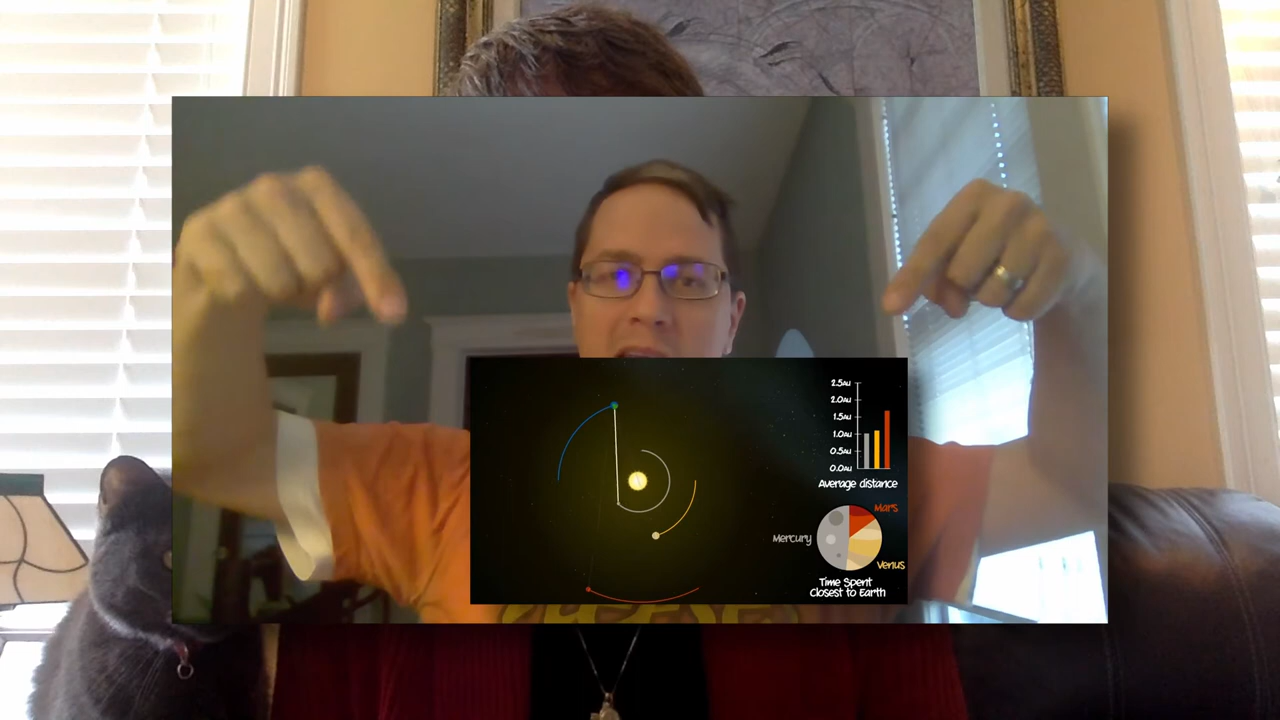 2.5AU
2.0AU
1.5AU
1.0AU
0.5AU
0.0AU
Average distance
Mars
Mercury
Venus
Time Spent
Closest to Earth
CHEESE